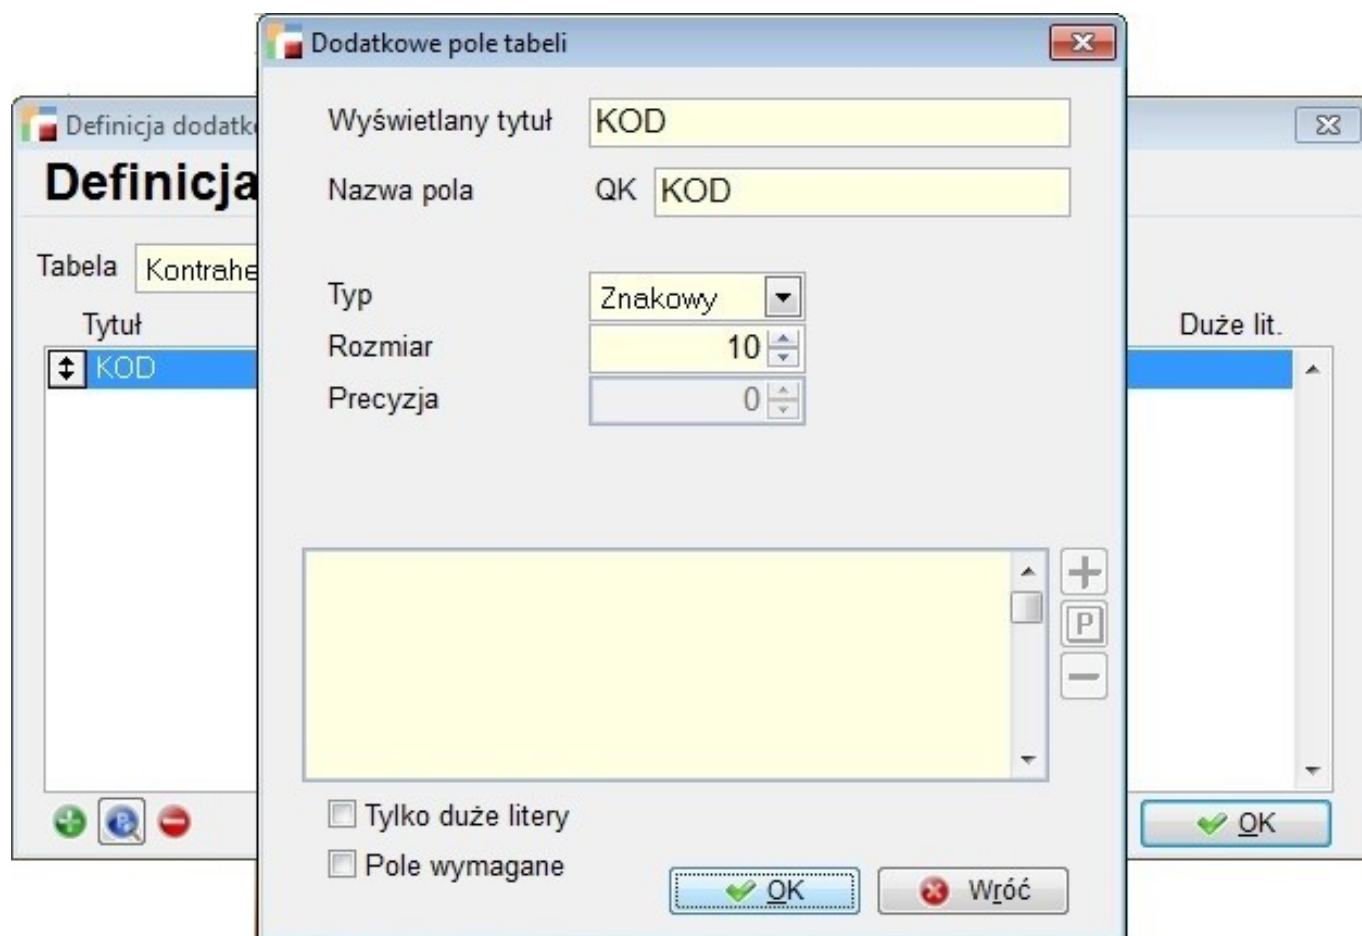 Dodatkowe pole tabeli
Wyświetlany tytuł KOD
Nazwa pola QK KOD
Typ Znakowy
Rozmiar 10
Precyzja 0
P
Tylko duże litery
Pole wymagane
OK Wróć
Definicja dodatk
Definicja
Tabela Kontrahe
Tytuł Duże lit.
KOD
OK